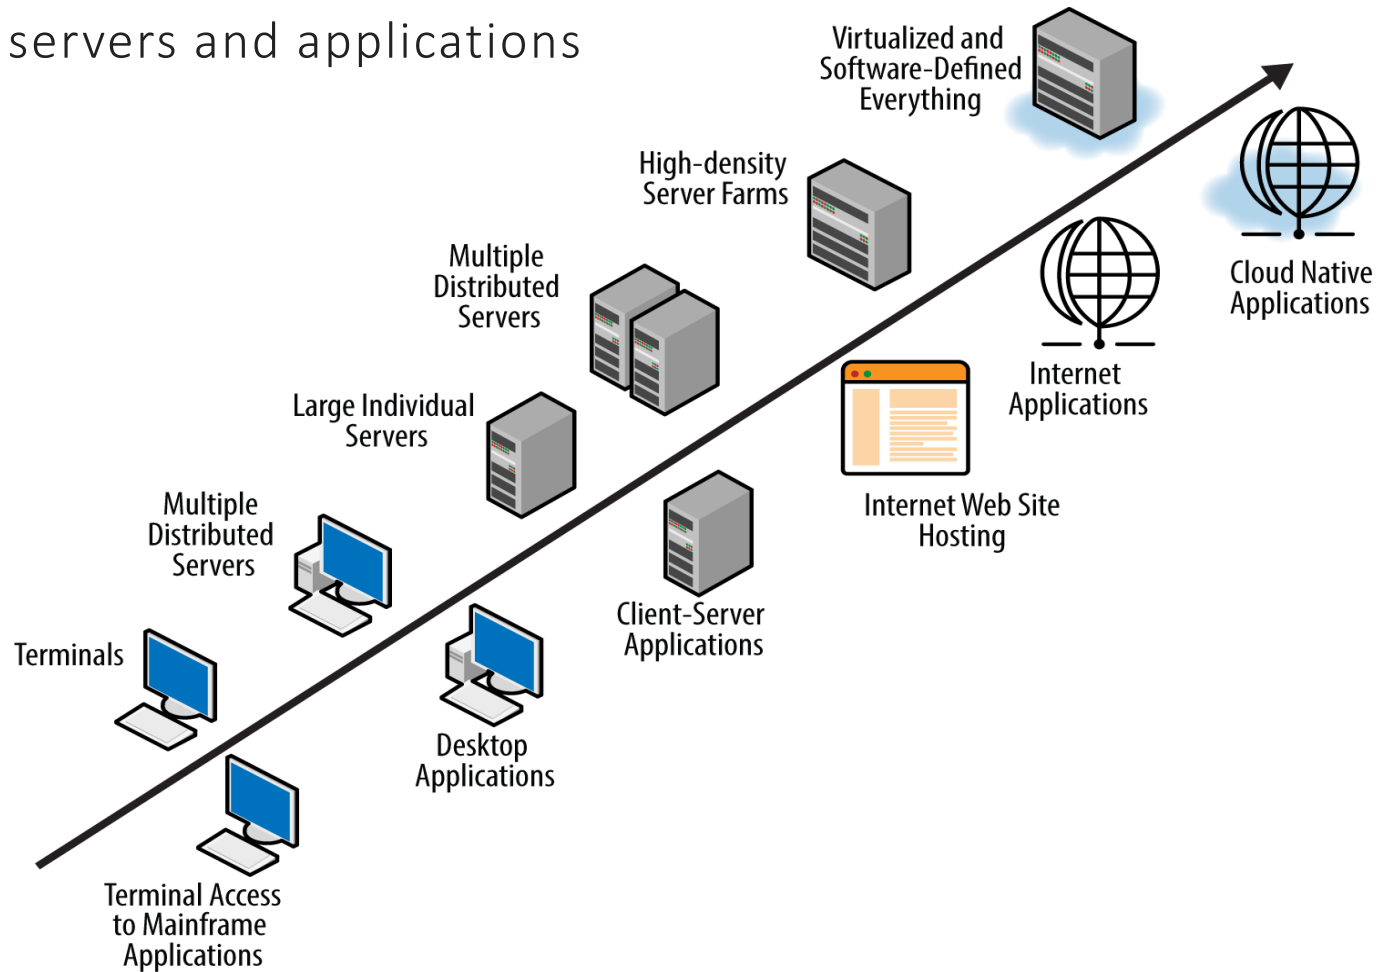 servers and applications
Virtualized and
Software-Defined
Everything
High-density
Server Farms
Multiple
Distributed
Servers
Cloud Native
Applications
Large Individual
Servers
Internet
Applications
Multiple
Distributed
Servers
Internet Web Site
Hosting
Client-Server
Applications
Terminals
Desktop
Applications
Terminal Access
to Mainframe
Applications